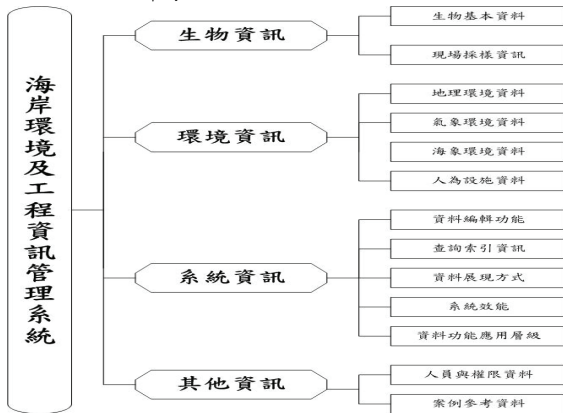 海岸環境及工程資訊管理系統
生物資訊
生物基本資料
現場採樣資訊
環境資訊
地理環境資料
氣象環境資料
海象環境資料
人為設施資料
系統資訊
資料編輯功能
查詢索引資訊
資料展現方式
系統效能
資料功能應用層級
其他資訊
人員與權限資料
案例參考資料